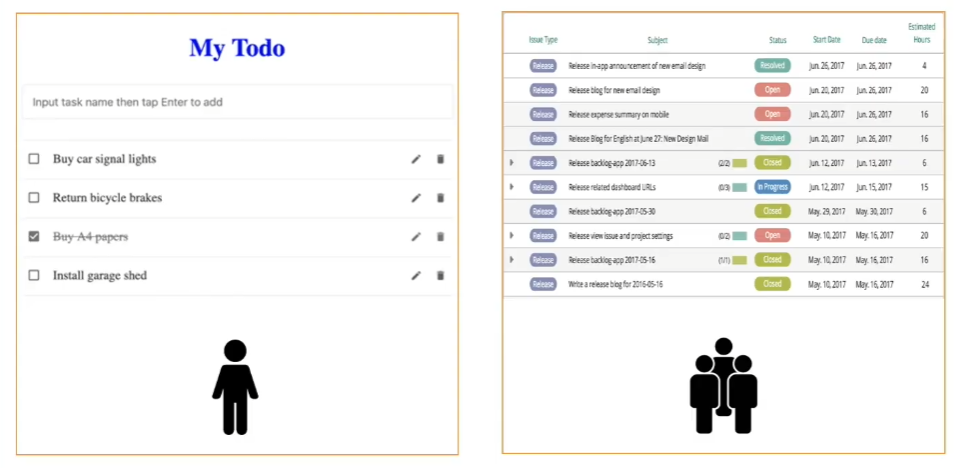 My Todo
Input task name then tap Enter to add
Buy car signal lights
Return bicycle brakes
Buy A4 papers
Install garage shed
Issue Type Subject Status Start Date Due date Estimated Hours
Release Release in-app announcement of new email design Resolved Jun. 26, 2017 Jun. 26, 2017 4
Release Release blog for new email design Open Jun. 20, 2017 Jun. 26, 2017 20
Release Release expense summary on mobile Open Jun. 20, 2017 Jun. 26, 2017 16
Release Release Blog for English at June 27: New Design Mail Resolved Jun. 20, 2017 Jun. 26, 2017 16
Release Release backlog-app 2017-06-13 (2/2) Closed Jun. 12, 2017 Jun. 13, 2017 6
Release Release related dashboard URLs (0/3) In Progress Jun. 12, 2017 Jun. 15, 2017 15
Release Release backlog-app 2017-05-30 Closed May. 29, 2017 May. 30, 2017 6
Release Release view issue and project settings (0/2) Open May. 10, 2017 May. 16, 2017 20
Release Release backlog-app 2017-05-16 (1/1) Closed May. 10, 2017 May. 16, 2017 16
Release Write a release blog for 2016-05-16 Closed May. 10, 2017 May. 16, 2017 24